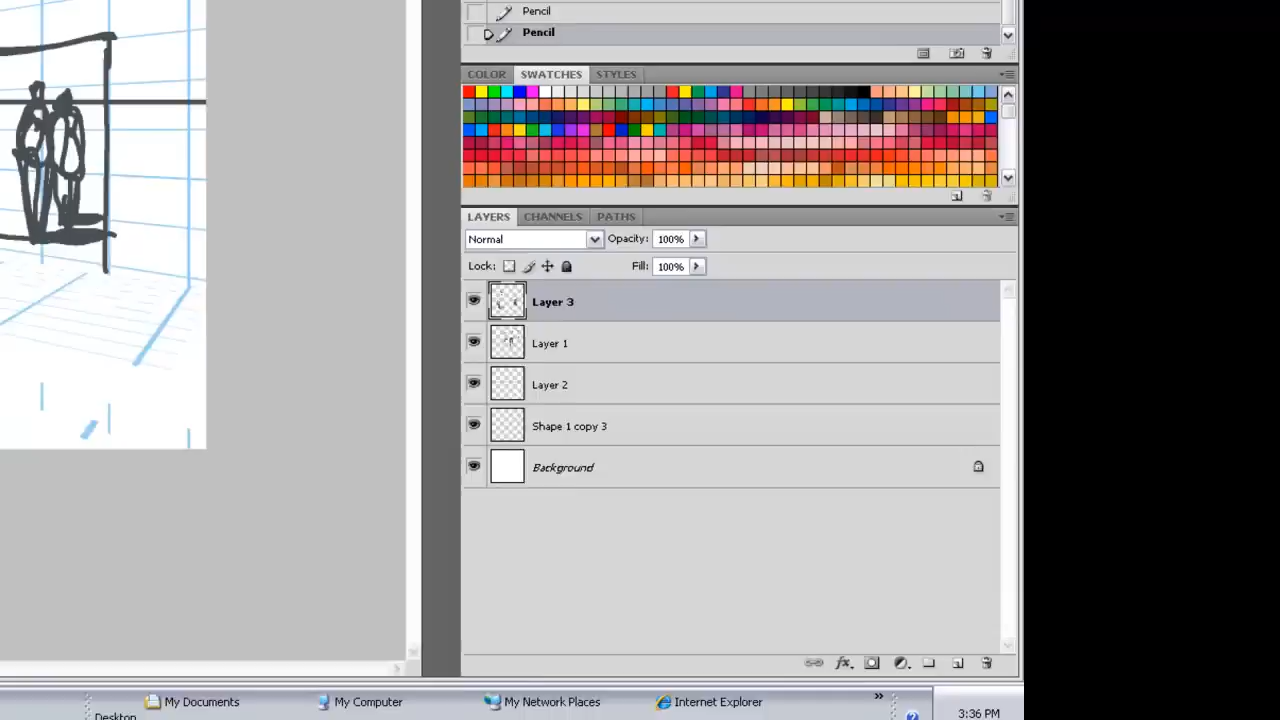 Pencil
Pencil
COLOR SWATCHES STYLES
LAYERS CHANNELS PATHS
Normal Opacity: 100%
Lock: Fill: 100%
Layer 3
Layer 1
Layer 2
Shape 1 copy 3
Background
fx
My Documents My Computer My Network Places Internet Explorer »
Desktop 3:36 PM